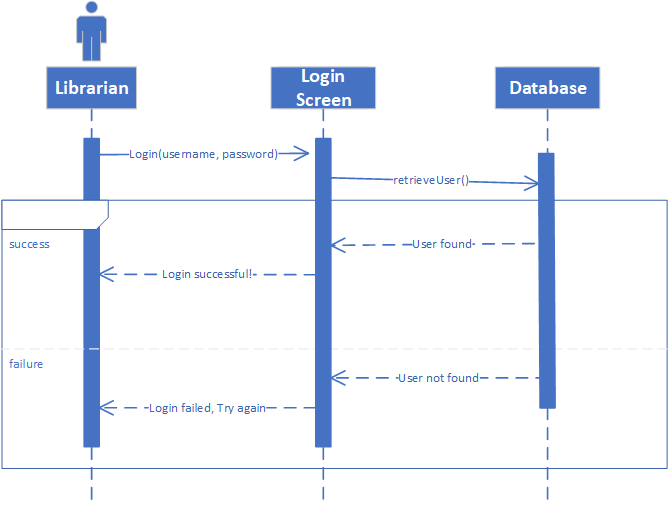 Librarian
Login
Screen
Database
Login(username, password)
retrieveUser()
success
User found
Login successful!
failure
User not found
Login failed, Try again